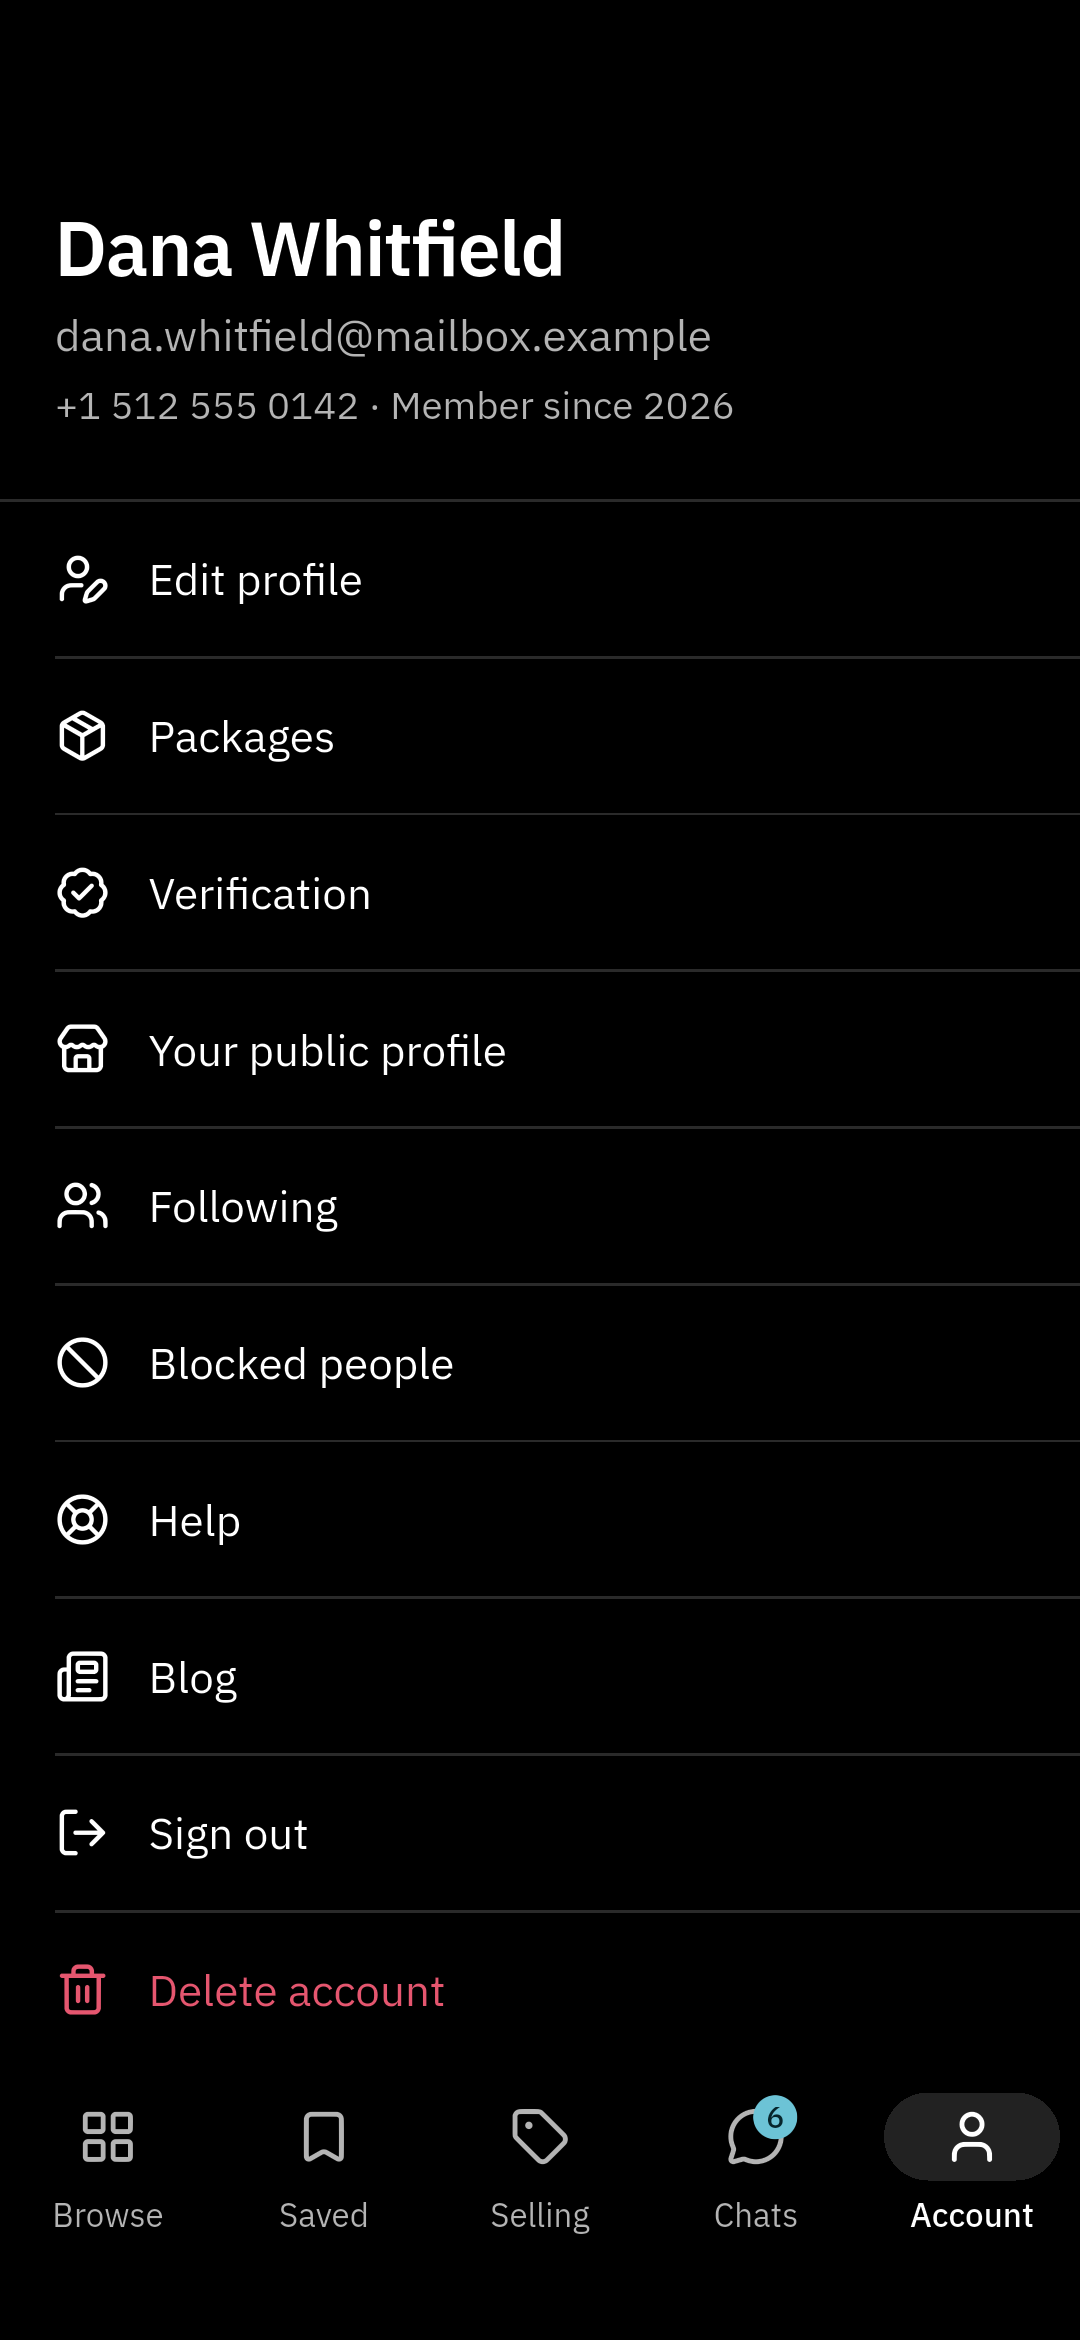 Dana Whitfield
dana.whitfield@mailbox.example
+1 512 555 0142 · Member since 2026
Edit profile
Packages
Verification
Your public profile
Following
Blocked people
Help
Blog
Sign out
Delete account
6
Browse Saved Selling Chats Account